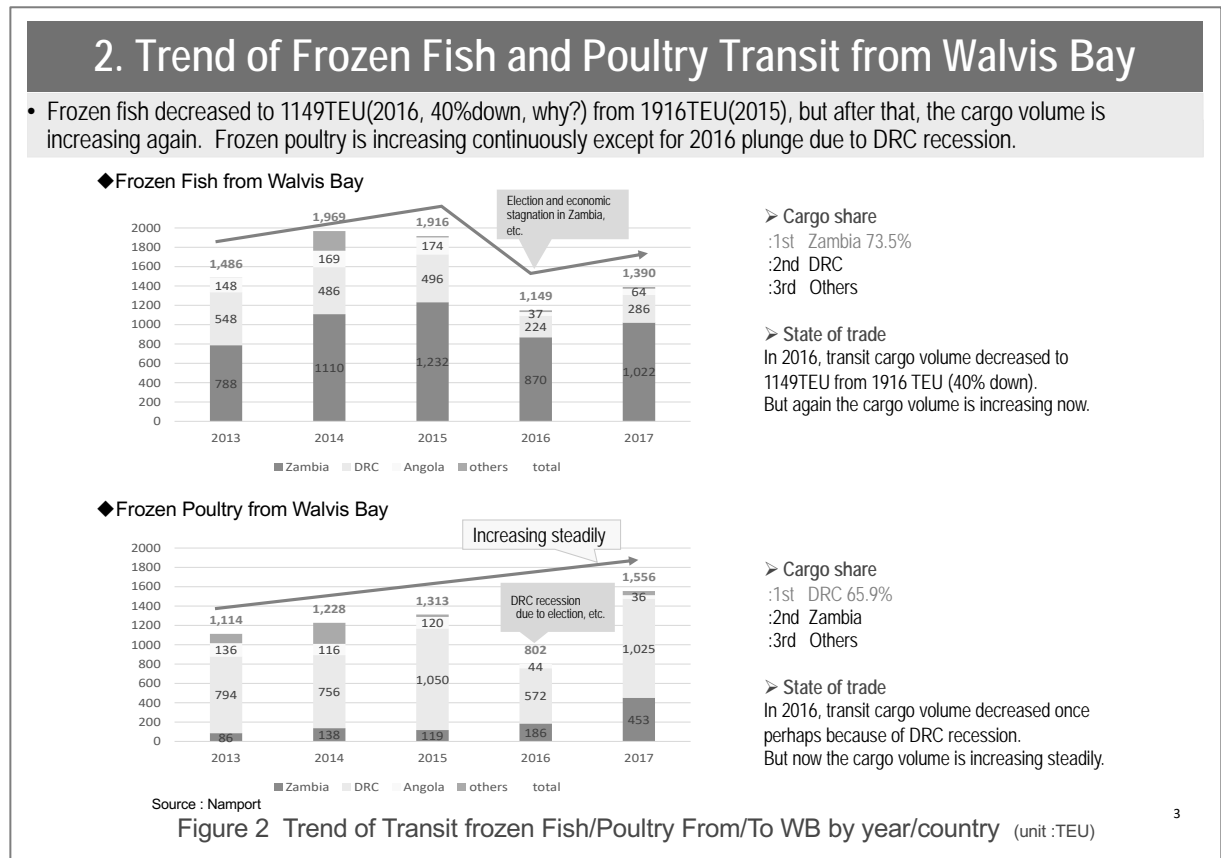 2. Trend of Frozen Fish and Poultry Transit from Walvis Bay
• Frozen fish decreased to 1149TEU(2016, 40%down, why?) from 1916TEU(2015), but after that, the cargo volume is
increasing again. Frozen poultry is increasing continuously except for 2016 plunge due to DRC recession.
◆Frozen Fish from Walvis Bay
Election and economic
stagnation in Zambia,
etc.
2000
1800
1600
1400
1200
1000
800
600
400
200
0
1,486
148
548
788
1,969
169
486
1110
1,916
174
496
1,232
1,149
37
224
870
1,390
64
286
1,022
2013 2014 2015 2016 2017
Zambia DRC Angola others total
➢ Cargo share
:1st Zambia 73.5%
:2nd DRC
:3rd Others
➢ State of trade
In 2016, transit cargo volume decreased to
1149TEU from 1916 TEU (40% down).
But again the cargo volume is increasing now.
◆Frozen Poultry from Walvis Bay
Increasing steadily
DRC recession
due to election, etc.
2000
1800
1600
1400
1200
1000
800
600
400
200
0
1,114
136
794
86
1,228
116
756
138
1,313
120
1,050
119
802
44
572
186
1,556
36
1,025
453
2013 2014 2015 2016 2017
Zambia DRC Angola others total
➢ Cargo share
:1st DRC 65.9%
:2nd Zambia
:3rd Others
➢ State of trade
In 2016, transit cargo volume decreased once
perhaps because of DRC recession.
But now the cargo volume is increasing steadily.
Source : Namport
Figure 2 Trend of Transit frozen Fish/Poultry From/To WB by year/country (unit :TEU)
3